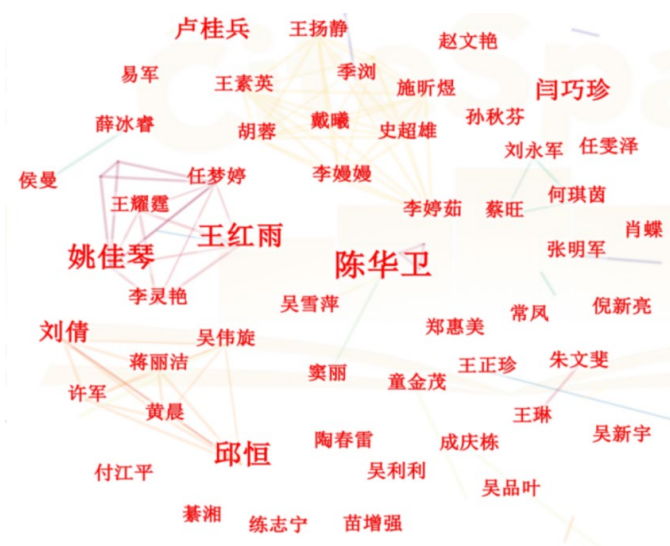 卢桂兵
王扬静
赵文艳
易军
王素英
季浏
施昕煜
闫巧珍
薛冰睿
胡蓉
戴曦
史超雄
孙秋芬
刘永军
任雯泽
侯曼
任梦婷
李嫚嫚
王耀霆
李婷茹
蔡旺
何琪茵
肖蝶
姚佳琴
王红雨
陈华卫
张明军
李灵艳
吴雪萍
郑惠美
常凤
倪新亮
刘倩
吴伟旋
蒋丽洁
窦丽
童金茂
王正珍
朱文斐
许军
黄晨
王琳
邱恒
陶春雷
成庆栋
吴新宇
付江平
吴利利
吴品叶
綦湘
练志宁
苗增强